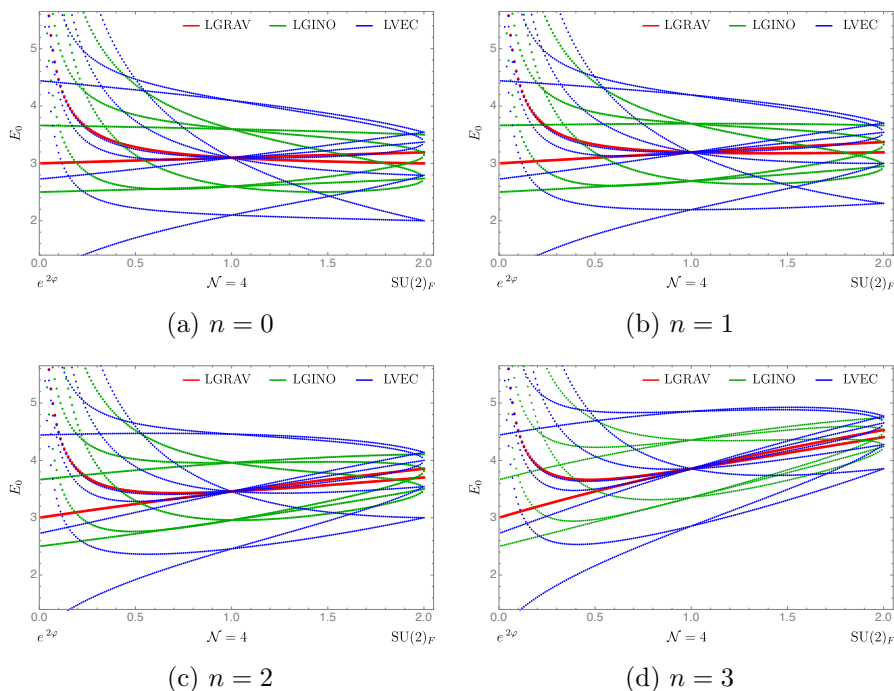 LGRAV LGINO LVEC
5
4
E₀
3
2
0.0 0.5 1.0 1.5 2.0
e^{2φ} 𝒩 = 4 SU(2)_F
(a) n = 0
LGRAV LGINO LVEC
5
4
E₀
3
2
0.0 0.5 1.0 1.5 2.0
e^{2φ} 𝒩 = 4 SU(2)_F
(b) n = 1
LGRAV LGINO LVEC
5
4
E₀
3
2
0.0 0.5 1.0 1.5 2.0
e^{2φ} 𝒩 = 4 SU(2)_F
(c) n = 2
LGRAV LGINO LVEC
5
4
E₀
3
2
0.0 0.5 1.0 1.5 2.0
e^{2φ} 𝒩 = 4 SU(2)_F
(d) n = 3